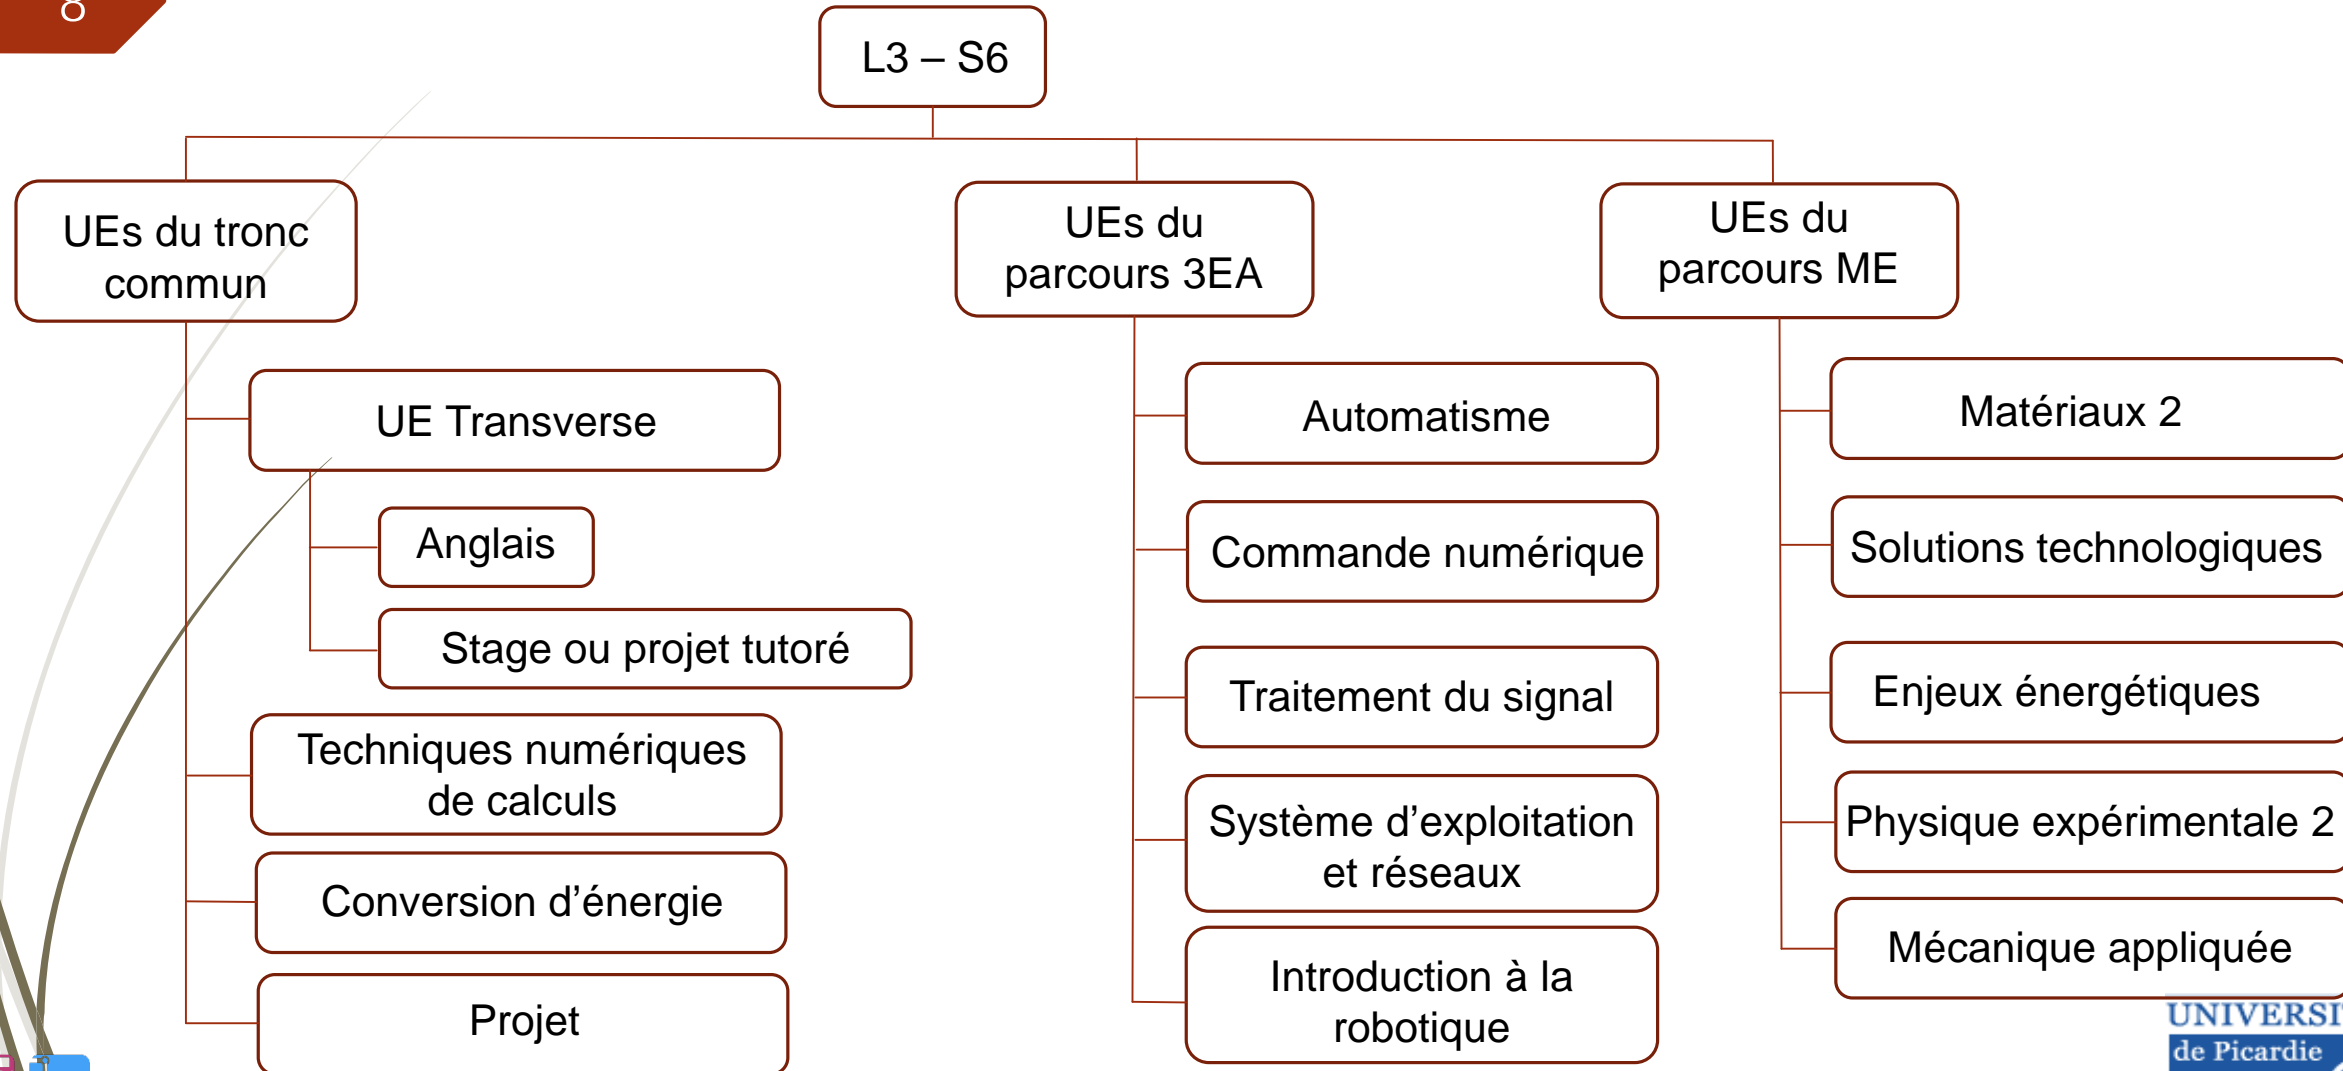 8
L3 – S6
UEs du tronc
commun
UE Transverse
Anglais
Stage ou projet tutoré
Techniques numériques
de calculs
Conversion d’énergie
Projet
UEs du
parcours 3EA
Automatisme
Commande numérique
Traitement du signal
Système d’exploitation
et réseaux
Introduction à la
robotique
UEs du
parcours ME
Matériaux 2
Solutions technologiques
Enjeux énergétiques
Physique expérimentale 2
Mécanique appliquée
de Picardie